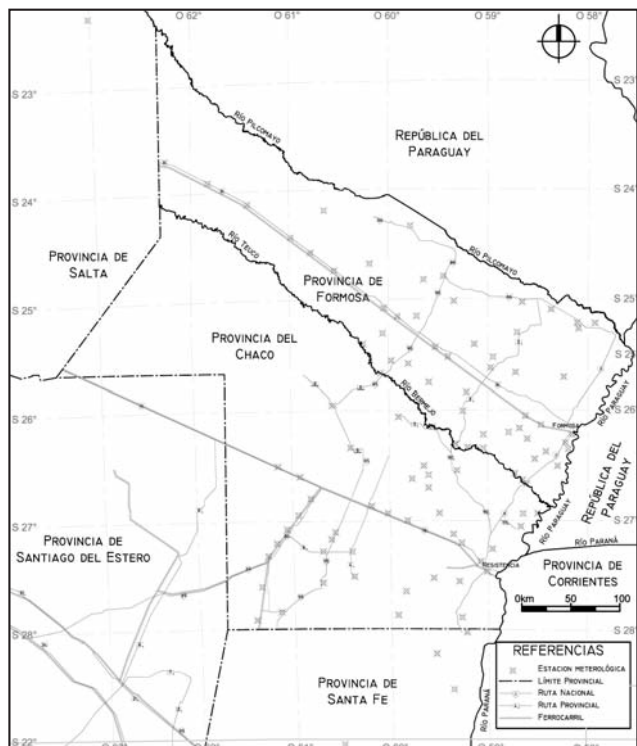 O 62° O 61° O 60° O 59° O 58°
S 23°
S 24°
S 25°
S 26°
S 27°
S 28°
S 22°
RÍO PILCOMAYO
REPÚBLICA DEL
PARAGUAY
RÍO PILCOMAYO
RÍO TEUCO
PROVINCIA DE
SALTA
PROVINCIA DE
FORMOSA
PROVINCIA DEL
CHACO
RÍO BERMEJO
FORMOSA
RÍO PARAGUAY
REPÚBLICA DEL
PARAGUAY
RÍO PARAGUAY
RÍO PARANÁ
PROVINCIA DE
SANTIAGO DEL ESTERO
RESISTENCIA
PROVINCIA DE
CORRIENTES
0km 50 100
PROVINCIA DE
SANTA FE
RÍO PARANÁ
REFERENCIAS
ESTACION METEROLÓGICA
LÍMITE PROVINCIAL
RUTA NACIONAL
RUTA PROVINCIAL
FERROCARRIL